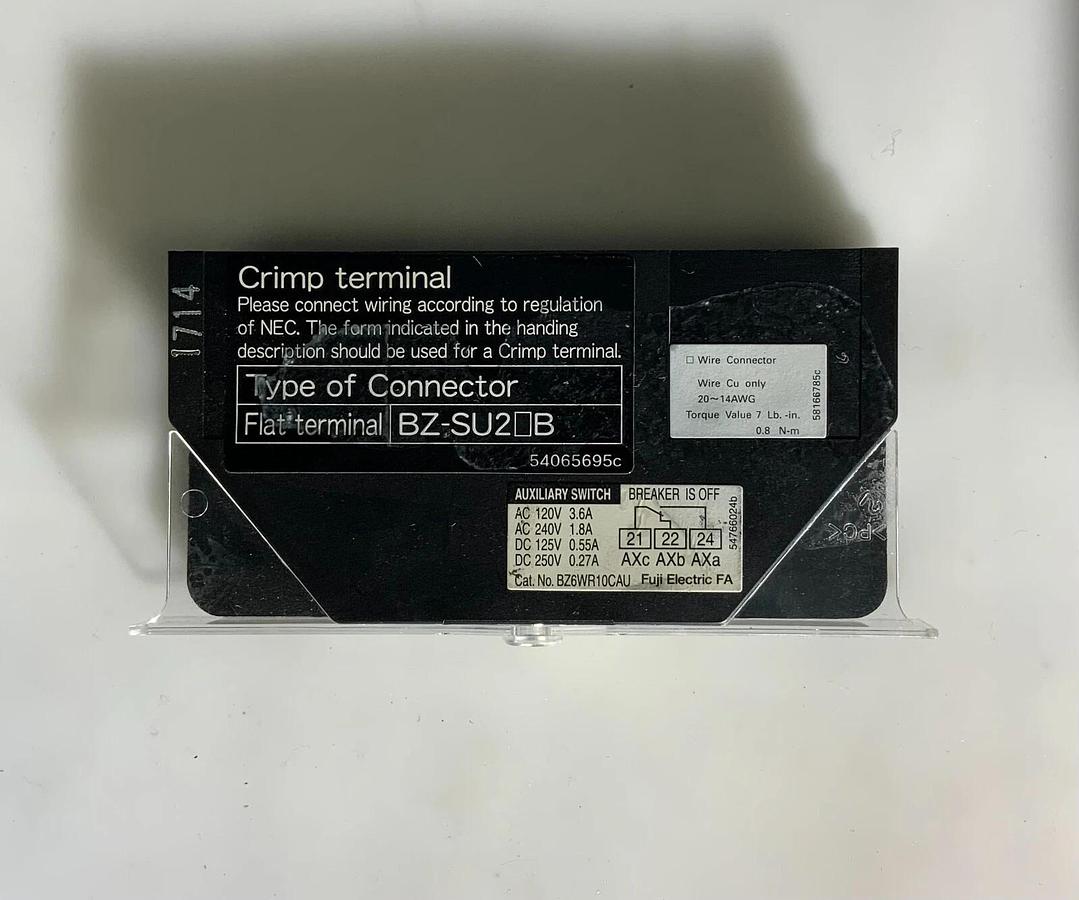 1714
Crimp terminal
Please connect wiring according to regulation
of NEC. The form indicated in the handing
description should be used for a Crimp terminal.
Type of Connector
Flat terminal BZ-SU2□B
54065695c
□ Wire Connector
Wire Cu only
20~14AWG
Torque Value 7 Lb.-in.
0.8 N-m
58166785c
AUXILIARY SWITCH BREAKER IS OFF
AC 120V 3.6A
AC 240V 1.8A
DC 125V 0.55A
DC 250V 0.27A
21 22 24
AXc AXb AXa
Cat. No. BZ6WR10CAU Fuji Electric FA
54766024b
>PC<